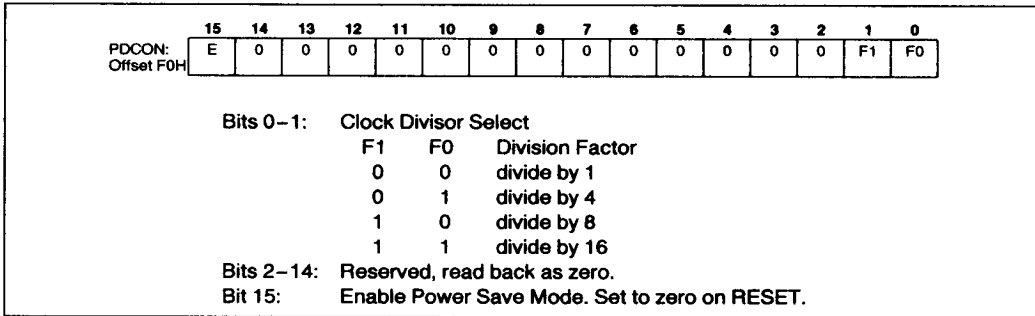 15 14 13 12 11 10 9 8 7 6 5 4 3 2 1 0
PDCON: E 0 0 0 0 0 0 0 0 0 0 0 0 0 F1 F0
Offset F0H
Bits 0–1: Clock Divisor Select
F1 F0 Division Factor
0 0 divide by 1
0 1 divide by 4
1 0 divide by 8
1 1 divide by 16
Bits 2–14: Reserved, read back as zero.
Bit 15: Enable Power Save Mode. Set to zero on RESET.